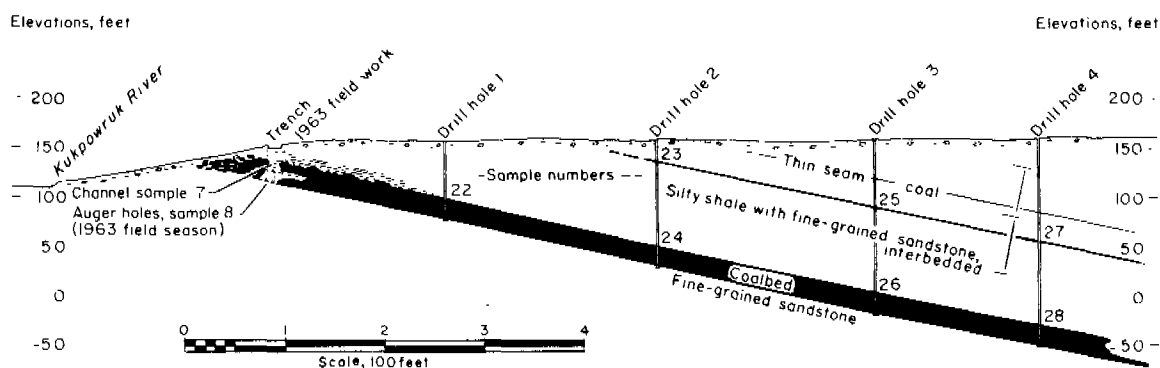 Elevations, feet
Elevations, feet
Kukpowruk River
Trench
1963 field work
Drill hole 1
Drill hole 2
Drill hole 3
Drill hole 4
- 200
200 -
- 150
150 -
- 100
100 -
50
50
0
0
-50
-50 -
Channel sample 7
Auger holes, sample 8
(1963 field season)
22
--Sample numbers --
23
24
Thin seam coal
25
26
27
28
Silty shale with fine-grained sandstone,
interbedded
Coalbed
Fine-grained sandstone
0 1 2 3 4
Scale, 100 feet